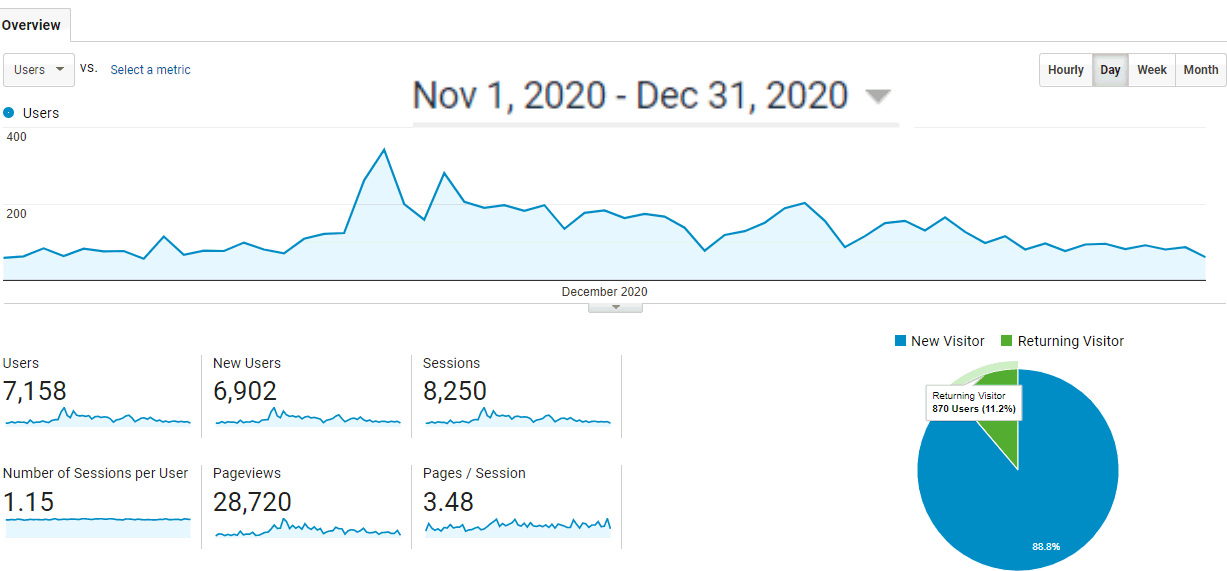 Overview
Users vs. Select a metric Hourly Day Week Month
Nov 1, 2020 - Dec 31, 2020
Users
400
200
December 2020
New Visitor Returning Visitor
Users New Users Sessions
7,158 6,902 8,250
Returning Visitor
870 Users (11.2%)
Number of Sessions per User Pageviews Pages / Session
1.15 28,720 3.48
88.8%